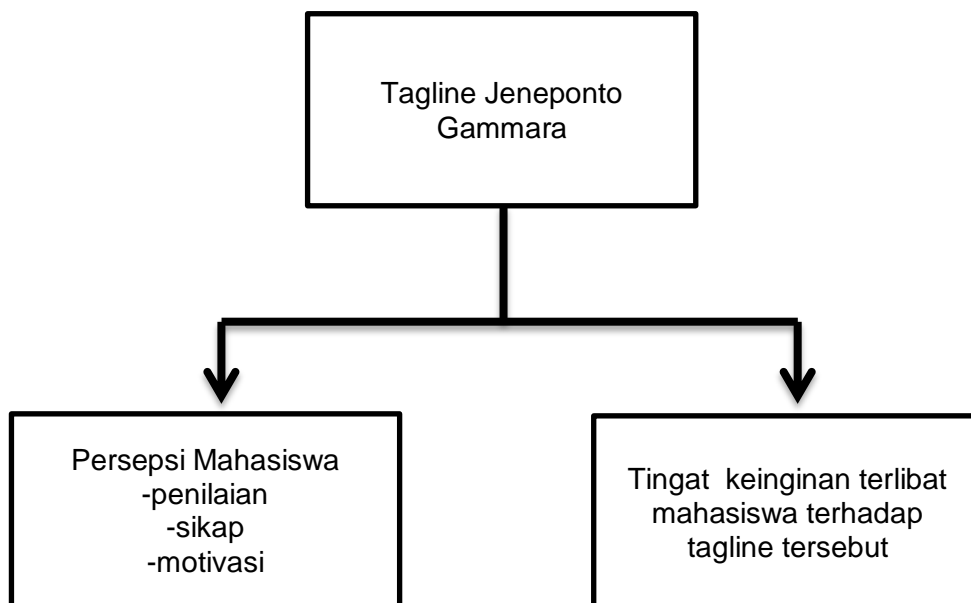 Tagline Jeneponto
Gammara
Persepsi Mahasiswa
-penilaian
-sikap
-motivasi
Tingat keinginan terlibat
mahasiswa terhadap
tagline tersebut